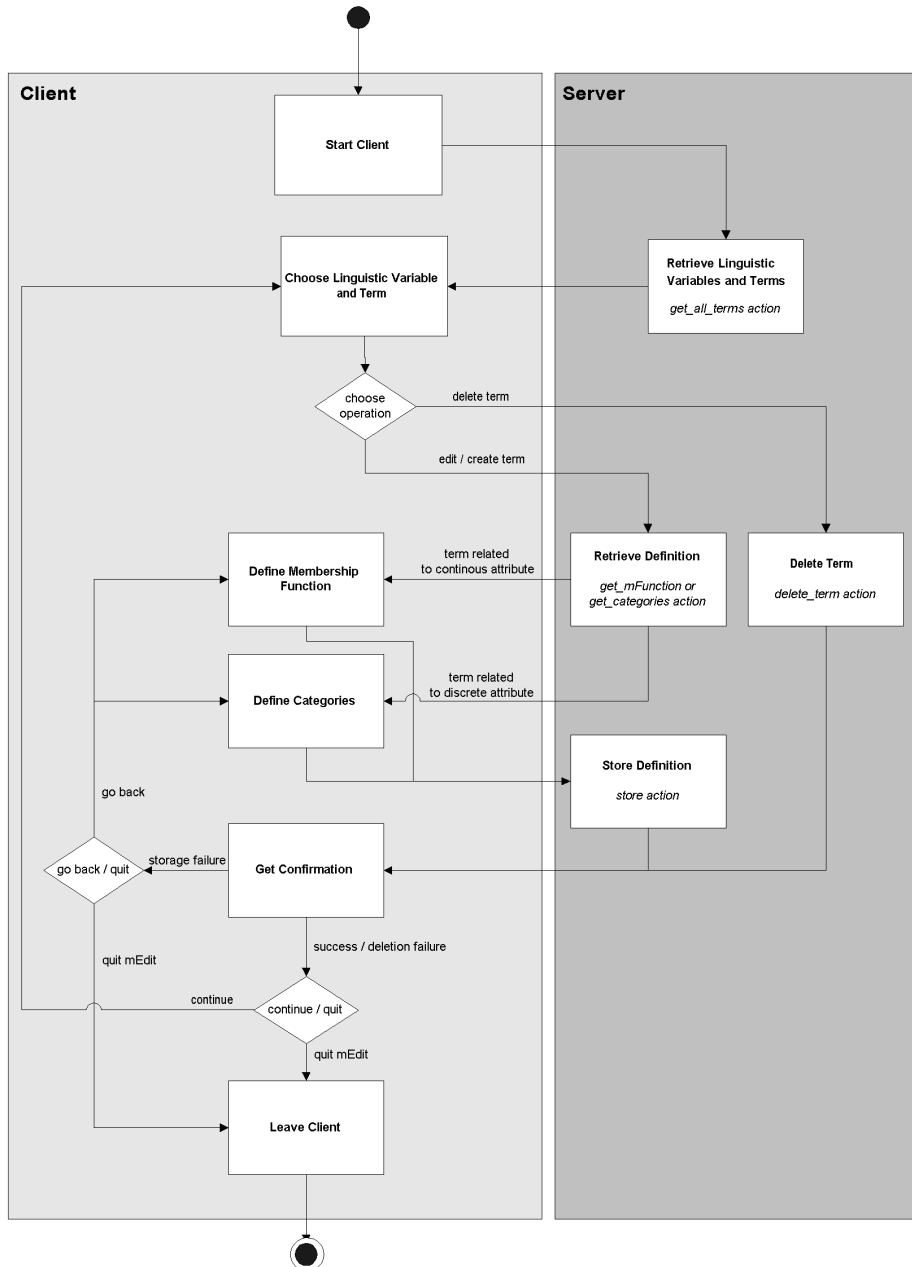 Client
Server
Start Client
Retrieve Linguistic
Variables and Terms
get_all_terms action
Choose Linguistic Variable
and Term
choose
operation
delete term
edit / create term
Define Membership
Function
term related
to continous attribute
Retrieve Definition
get_mFunction or
get_categories action
Delete Term
delete_term action
Define Categories
term related
to discrete attribute
Store Definition
store action
go back
go back / quit
storage failure
Get Confirmation
success / deletion failure
quit mEdit
continue
continue / quit
quit mEdit
Leave Client